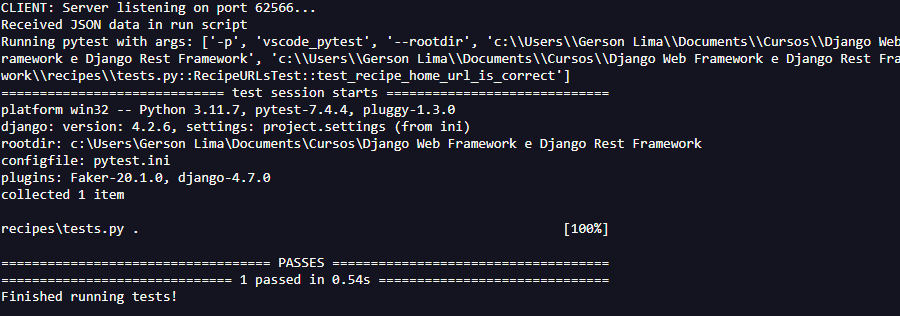 CLIENT: Server listening on port 62566...
Received JSON data in run script
Running pytest with args: ['-p', 'vscode_pytest', '--rootdir', 'c:\\Users\\Gerson Lima\\Documents\\Cursos\\Django Web
ramework e Django Rest Framework', 'c:\\Users\\Gerson Lima\\Documents\\Cursos\\Django Web Framework e Django Rest Fra
work\\recipes\\tests.py::RecipeURLsTest::test_recipe_home_url_is_correct']
============================= test session starts =============================
platform win32 -- Python 3.11.7, pytest-7.4.4, pluggy-1.3.0
django: version: 4.2.6, settings: project.settings (from ini)
rootdir: c:\Users\Gerson Lima\Documents\Cursos\Django Web Framework e Django Rest Framework
configfile: pytest.ini
plugins: Faker-20.1.0, django-4.7.0
collected 1 item
recipes\tests.py . [100%]
=================================== PASSES ====================================
============================== 1 passed in 0.54s ==============================
Finished running tests!